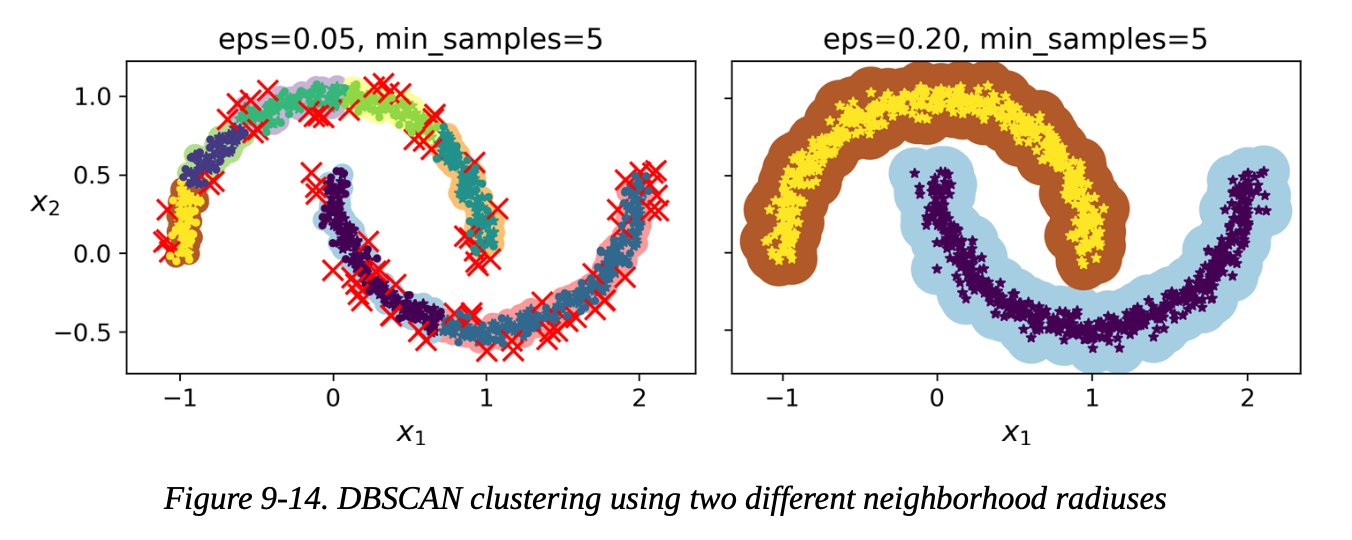 eps=0.05, min_samples=5
1.0
0.5
0.0
−0.5
x₂
−1 0 1 2
x₁
eps=0.20, min_samples=5
−1 0 1 2
x₁
Figure 9-14. DBSCAN clustering using two different neighborhood radiuses